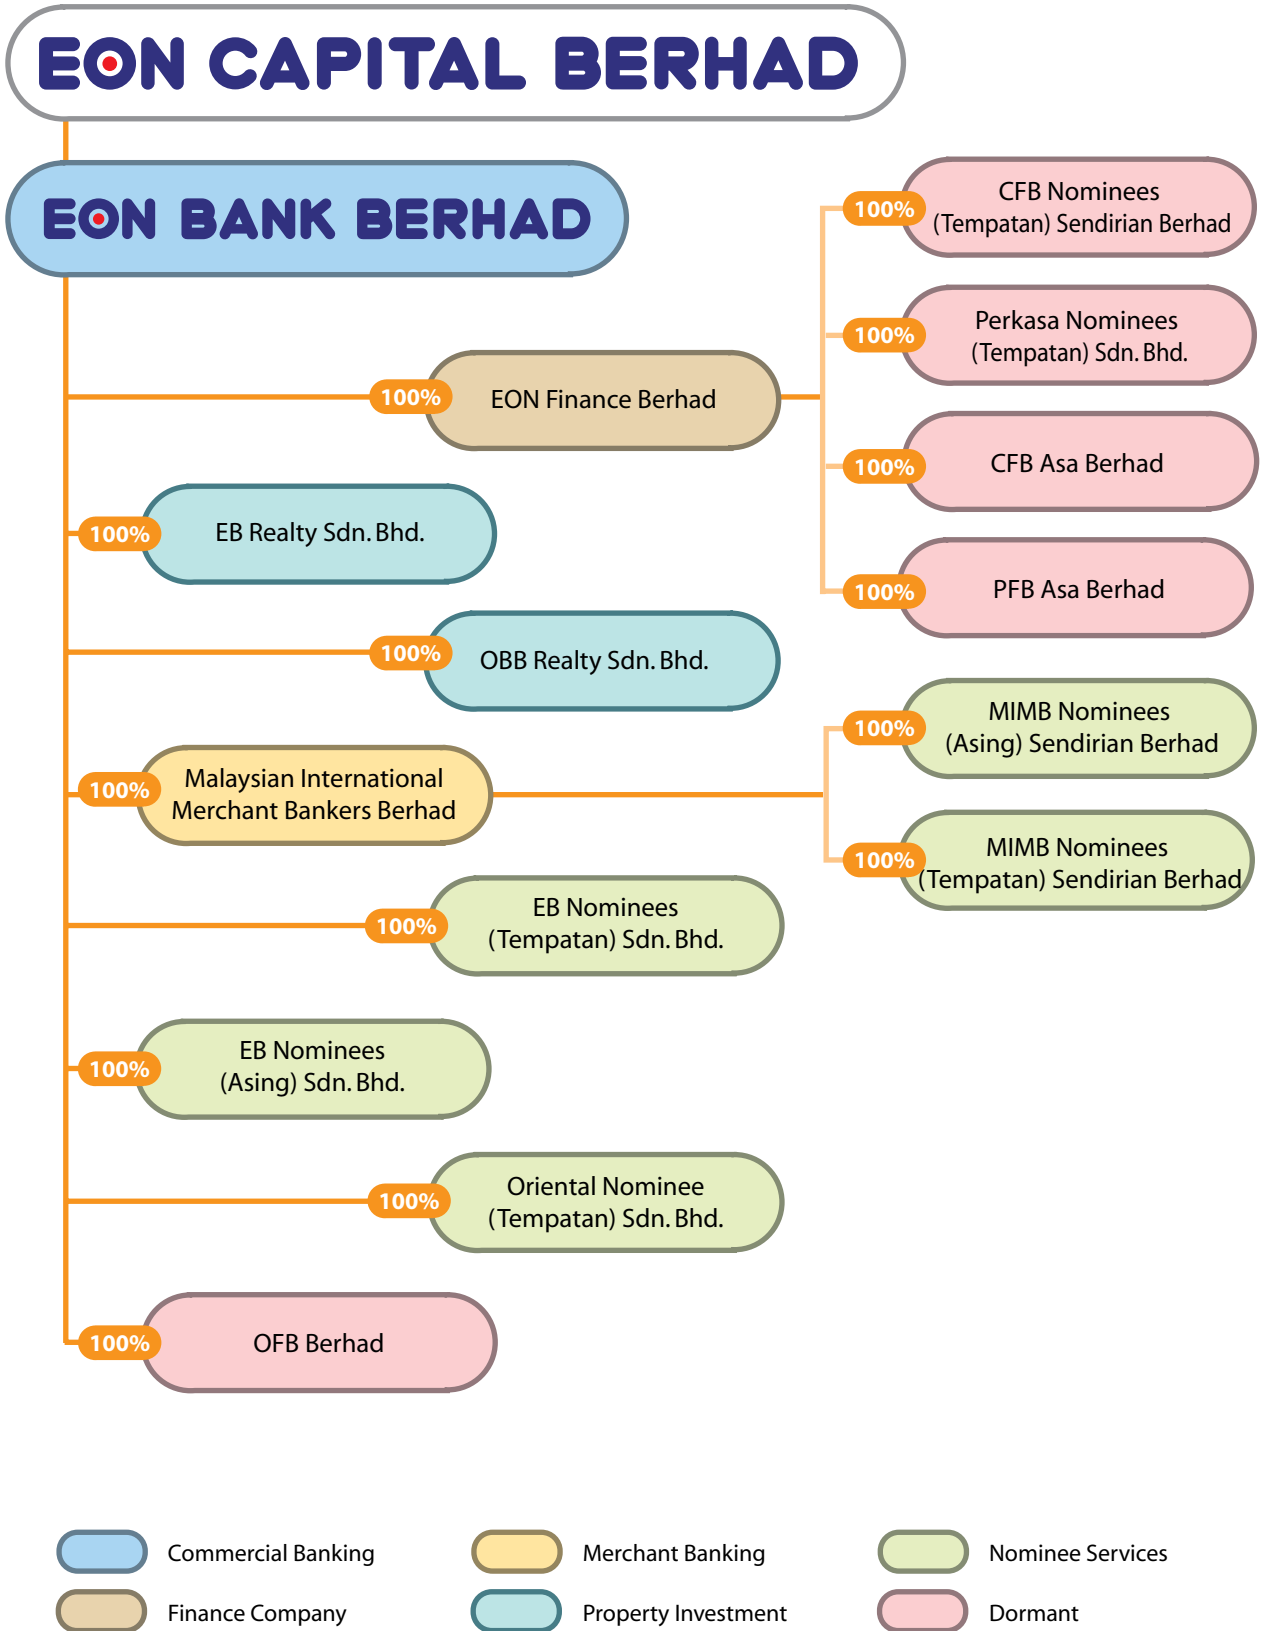 EON CAPITAL BERHAD
EON BANK BERHAD
100%
CFB Nominees
(Tempatan) Sendirian Berhad
100%
Perkasa Nominees
(Tempatan) Sdn. Bhd.
100%
EON Finance Berhad
100%
CFB Asa Berhad
100%
EB Realty Sdn. Bhd.
100%
PFB Asa Berhad
100%
OBB Realty Sdn. Bhd.
100%
MIMB Nominees
(Asing) Sendirian Berhad
100%
Malaysian International
Merchant Bankers Berhad
100%
MIMB Nominees
(Tempatan) Sendirian Berhad
100%
EB Nominees
(Tempatan) Sdn. Bhd.
100%
EB Nominees
(Asing) Sdn. Bhd.
100%
Oriental Nominee
(Tempatan) Sdn. Bhd.
100%
OFB Berhad
Commercial Banking
Merchant Banking
Nominee Services
Finance Company
Property Investment
Dormant